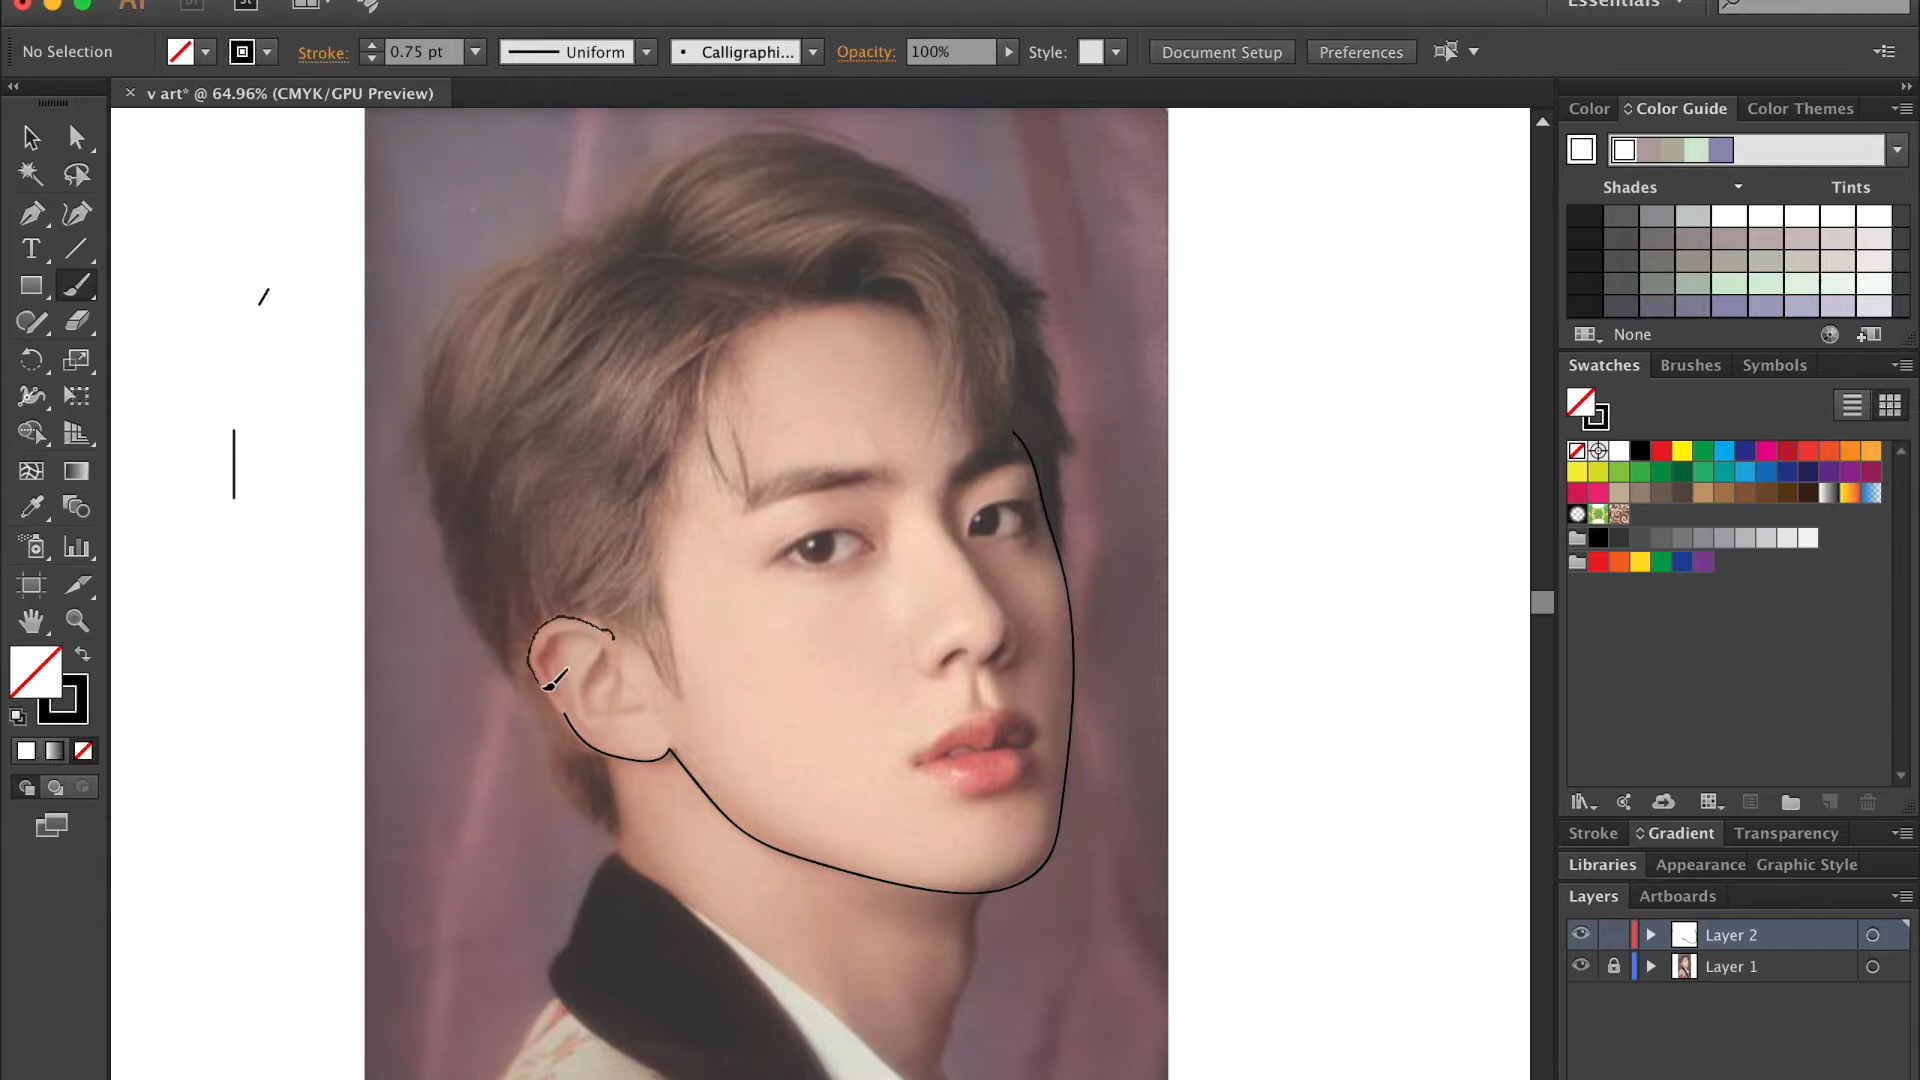 Essentials
No Selection
Stroke:
0.75 pt
Uniform
Calligraphi...
Opacity:
100%
Style:
Document Setup
Preferences
v art* @ 64.96% (CMYK/GPU Preview)
Color
Color Guide
Color Themes
Shades
Tints
None
Swatches
Brushes
Symbols
Stroke
Gradient
Transparency
Libraries
Appearance
Graphic Style
Layers
Artboards
Layer 2
Layer 1